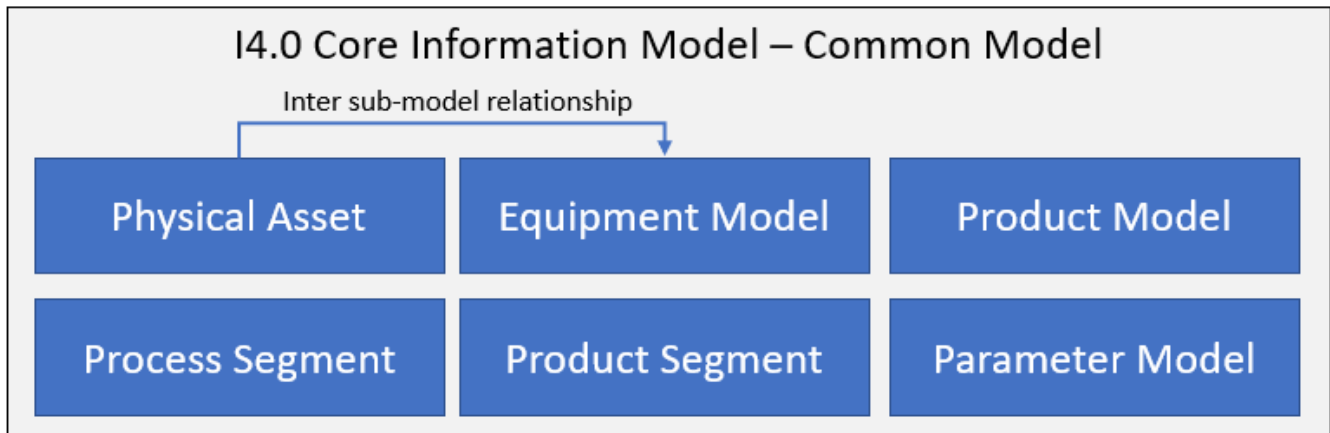 I4.0 Core Information Model – Common Model
Inter sub-model relationship
Physical Asset
Equipment Model
Product Model
Process Segment
Product Segment
Parameter Model